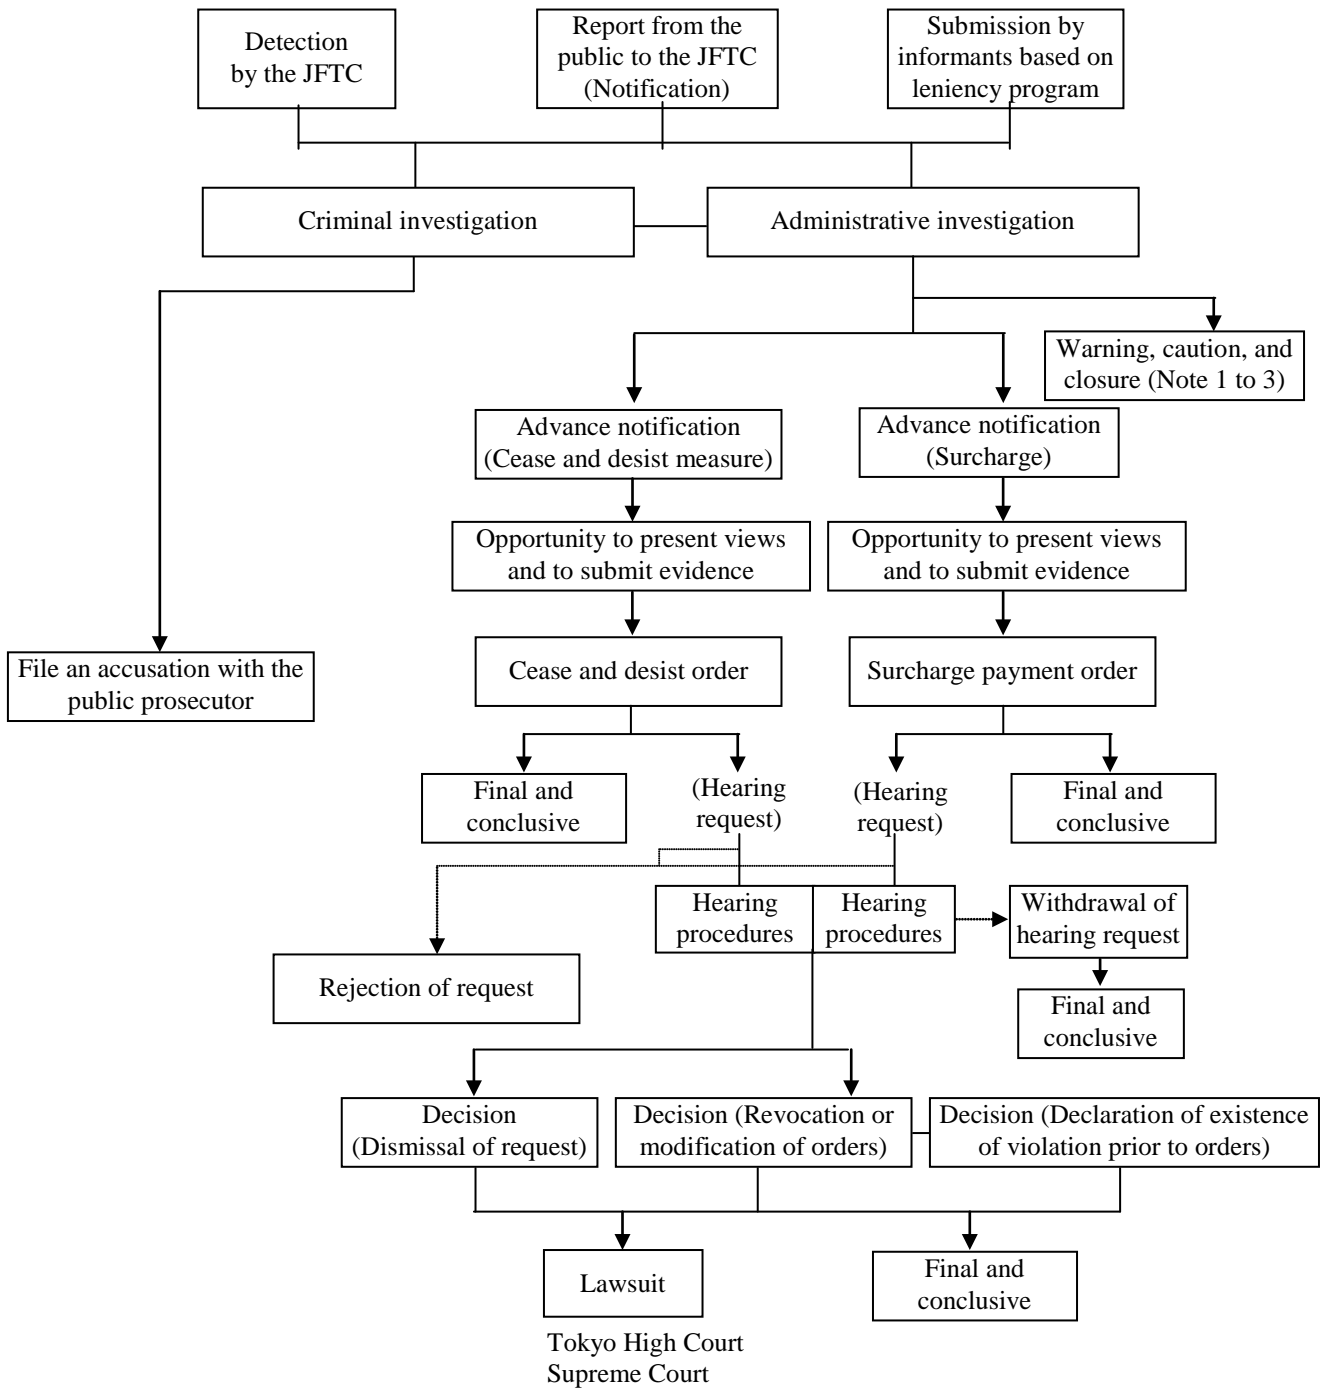 Detection
by the JFTC
Report from the
public to the JFTC
(Notification)
Submission by
informants based on
leniency program
Criminal investigation
Administrative investigation
Warning, caution, and
closure (Note 1 to 3)
Advance notification
(Cease and desist measure)
Advance notification
(Surcharge)
Opportunity to present views
and to submit evidence
Opportunity to present views
and to submit evidence
File an accusation with the
public prosecutor
Cease and desist order
Surcharge payment order
Final and
conclusive
(Hearing
request)
(Hearing
request)
Final and
conclusive
Hearing
procedures
Hearing
procedures
Withdrawal of
hearing request
Rejection of request
Final and
conclusive
Decision
(Dismissal of request)
Decision (Revocation or
modification of orders)
Decision (Declaration of existence
of violation prior to orders)
Lawsuit
Final and
conclusive
Tokyo High Court
Supreme Court